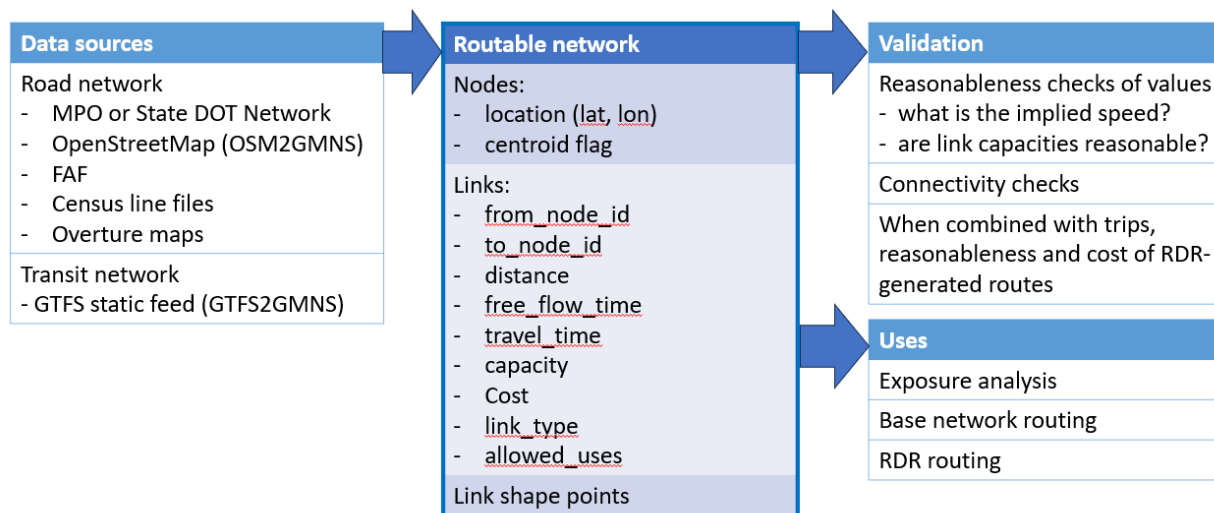 Data sources
Road network
- MPO or State DOT Network
- OpenStreetMap (OSM2GMNS)
- FAF
- Census line files
- Overture maps
Transit network
- GTFS static feed (GTFS2GMNS)
Routable network
Nodes:
- location (lat, lon)
- centroid flag
Links:
- from_node_id
- to_node_id
- distance
- free_flow_time
- travel_time
- capacity
- Cost
- link_type
- allowed_uses
Link shape points
Validation
Reasonableness checks of values
- what is the implied speed?
- are link capacities reasonable?
Connectivity checks
When combined with trips,
reasonableness and cost of RDR-
generated routes
Uses
Exposure analysis
Base network routing
RDR routing